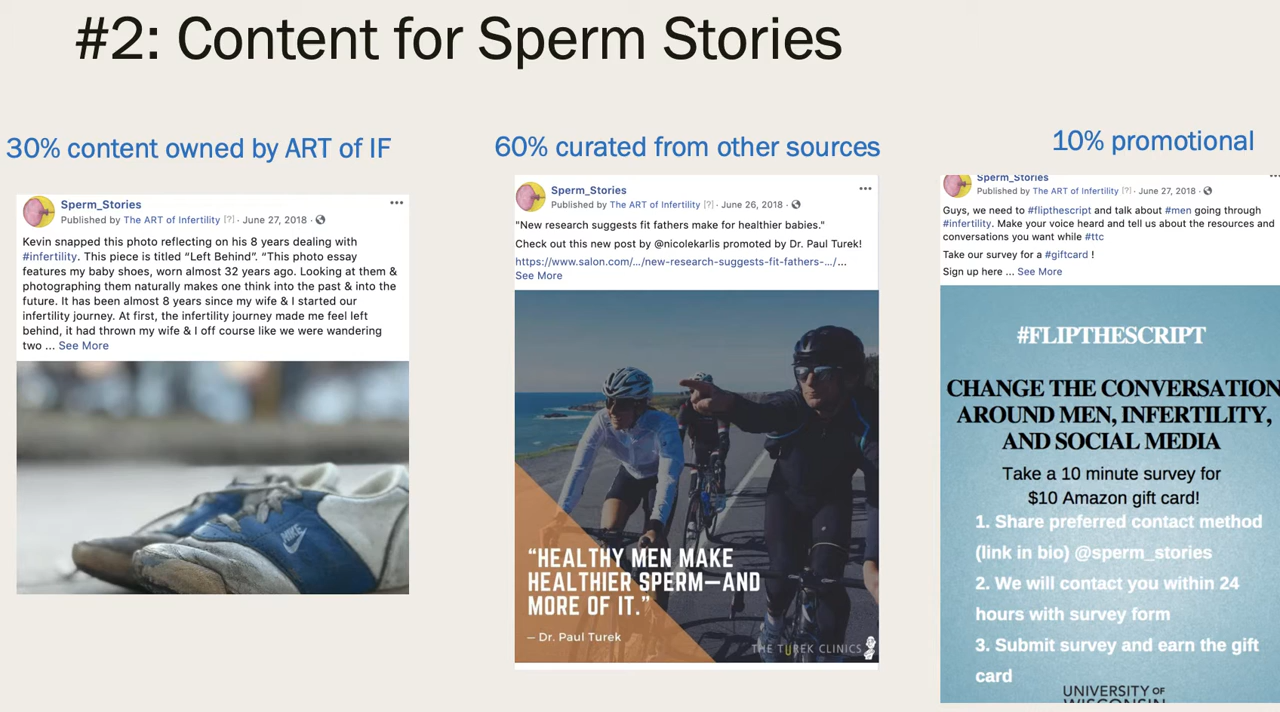 #2: Content for Sperm Stories
30% content owned by ART of IF
Sperm_Stories
Published by The ART of Infertility [?] · June 27, 2018 ·
Kevin snapped this photo reflecting on his 8 years dealing with
#infertility. This piece is titled “Left Behind”. “This photo essay
features my baby shoes, worn almost 32 years ago. Looking at them &
photographing them naturally makes one think into the past & into the
future. It has been almost 8 years since my wife & I started our
infertility journey. At first, the infertility journey made me feel left
behind, it had thrown my wife & I off course like we were wandering
two ... See More
NIKE
60% curated from other sources
Sperm_Stories
Published by The ART of Infertility [?] · June 26, 2018 ·
"New research suggests fit fathers make for healthier babies."
Check out this new post by @nicolekarlis promoted by Dr. Paul Turek!
https://www.salon.com/.../new-research-suggests-fit-fathers-.../...
See More
“HEALTHY MEN MAKE
HEALTHIER SPERM—AND
MORE OF IT.”
– Dr. Paul Turek
THE TUREK CLINICS
10% promotional
Sperm_Stories
Published by The ART of Infertility [?] · June 27, 2018 ·
Guys, we need to #flipthescript and talk about #men going through
#infertility. Make your voice heard and tell us about the resources and
conversations you want while #ttc
Take our survey for a #giftcard !
Sign up here ... See More
#FLIPTHESCRIPT
CHANGE THE CONVERSATION
AROUND MEN, INFERTILITY,
AND SOCIAL MEDIA
Take a 10 minute survey for
$10 Amazon gift card!
1. Share preferred contact method
(link in bio) @sperm_stories
2. We will contact you within 24
hours with survey form
3. Submit survey and earn the gift
card
UNIVERSITY OF
WISCONSIN